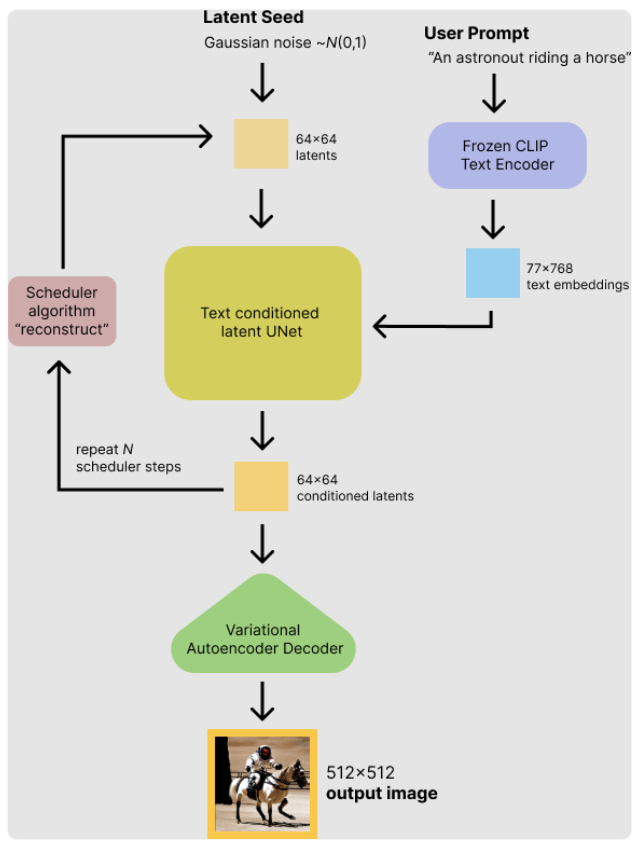 Latent Seed
Gaussian noise ~N(0,1)
User Prompt
“An astronout riding a horse”
64×64
latents
Frozen CLIP
Text Encoder
77×768
text embeddings
Scheduler
algorithm
“reconstruct”
Text conditioned
latent UNet
repeat N
scheduler steps
64×64
conditioned latents
Variational
Autoencoder Decoder
512×512
output image